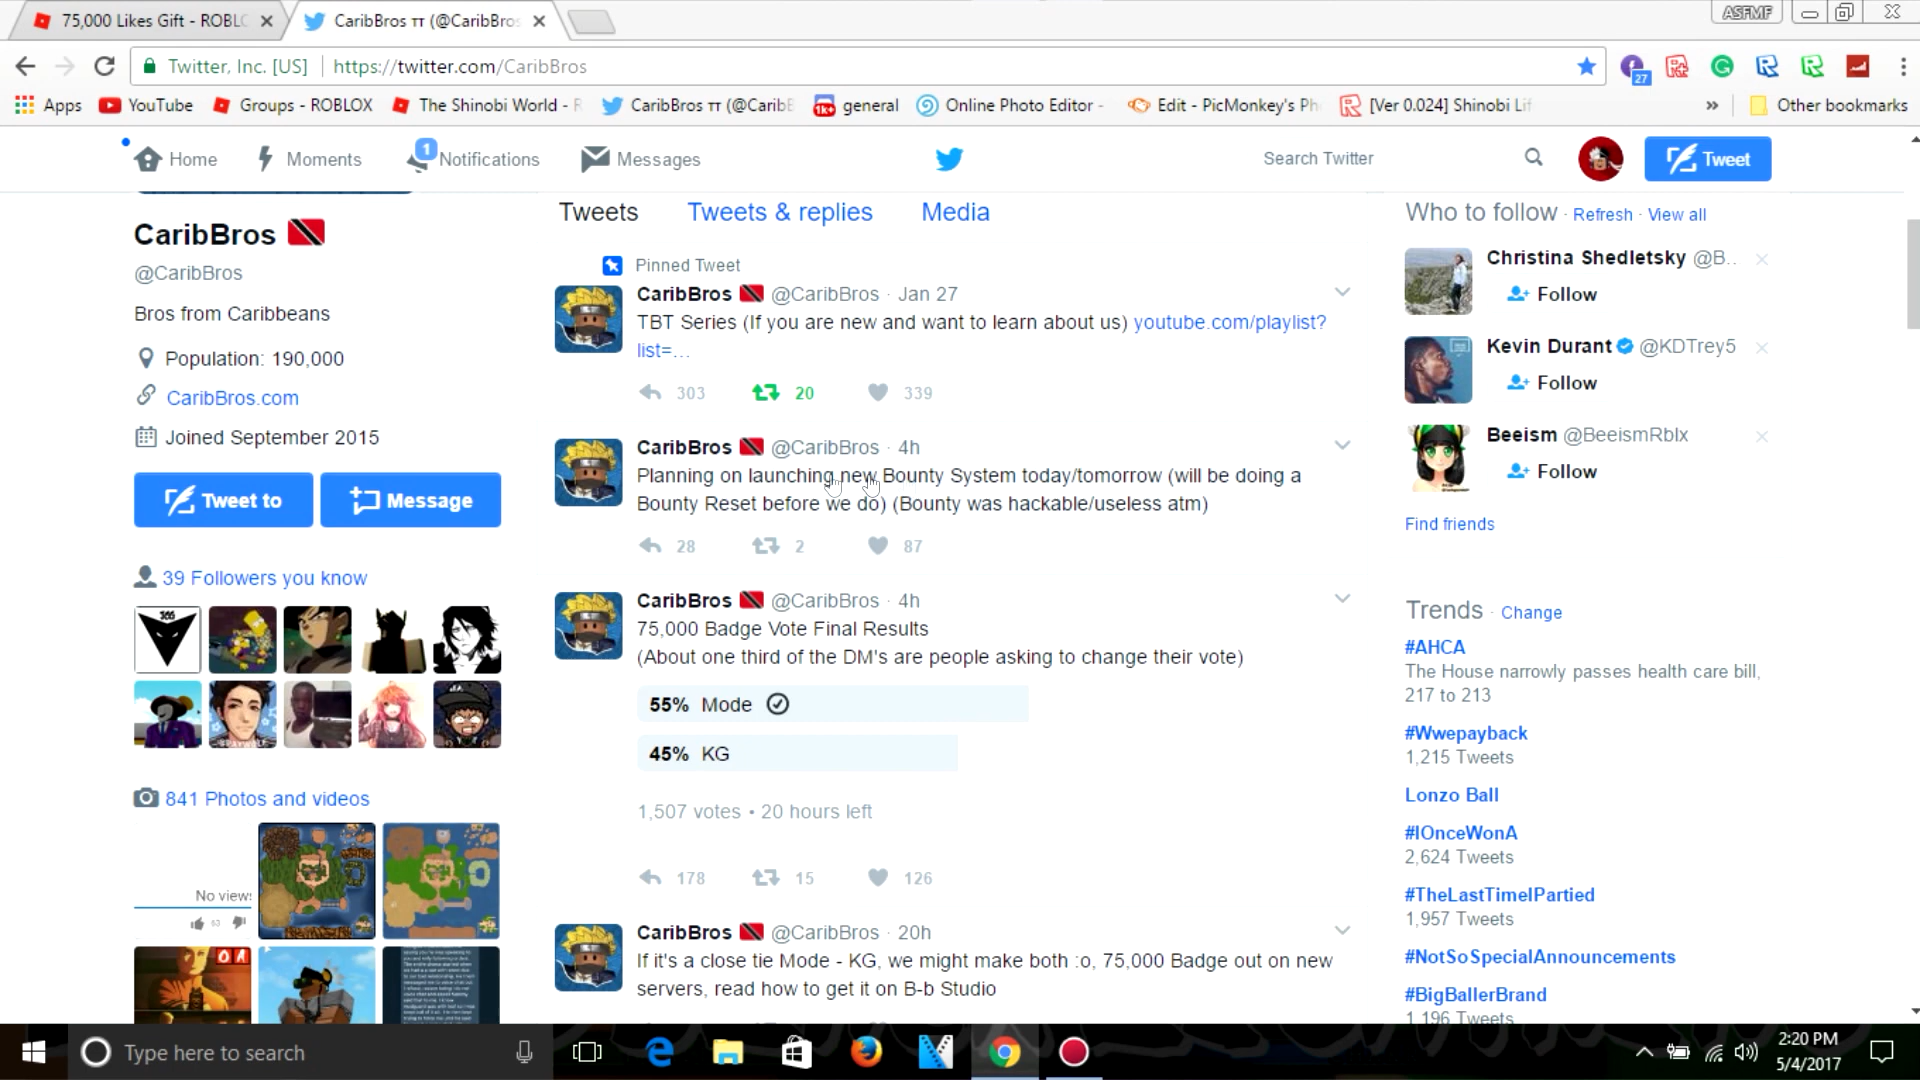 75,000 Likes Gift - ROBLO
CaribBros ττ (@CaribBros
ASFMF
Twitter, Inc. [US] https://twitter.com/CaribBros
27
Apps YouTube Groups - ROBLOX The Shinobi World - R CaribBros ττ (@CaribB 1k+ general Online Photo Editor - Edit - PicMonkey's Ph [Ver 0.024] Shinobi Lif » Other bookmarks
Home Moments 1 Notifications Messages Search Twitter Tweet
CaribBros
@CaribBros
Bros from Caribbeans
Population: 190,000
CaribBros.com
Joined September 2015
Tweet to Message
39 Followers you know
841 Photos and videos
No views
63
Tweets Tweets & replies Media
Pinned Tweet
CaribBros @CaribBros · Jan 27
TBT Series (If you are new and want to learn about us) youtube.com/playlist?
list=…
303 20 339
CaribBros @CaribBros · 4h
Planning on launching new Bounty System today/tomorrow (will be doing a
Bounty Reset before we do) (Bounty was hackable/useless atm)
28 2 87
CaribBros @CaribBros · 4h
75,000 Badge Vote Final Results
(About one third of the DM's are people asking to change their vote)
55% Mode
45% KG
1,507 votes • 20 hours left
178 15 126
CaribBros @CaribBros · 20h
If it's a close tie Mode - KG, we might make both :o, 75,000 Badge out on new
servers, read how to get it on B-b Studio
Who to follow · Refresh · View all
Christina Shedletsky @B..
Follow
Kevin Durant @KDTrey5
Follow
Beeism @BeeismRblx
Follow
Find friends
Trends · Change
#AHCA
The House narrowly passes health care bill,
217 to 213
#Wwepayback
1,215 Tweets
Lonzo Ball
#IOnceWonA
2,624 Tweets
#TheLastTimeIPartied
1,957 Tweets
#NotSoSpecialAnnouncements
#BigBallerBrand
1,196 Tweets
Type here to search
2:20 PM
5/4/2017